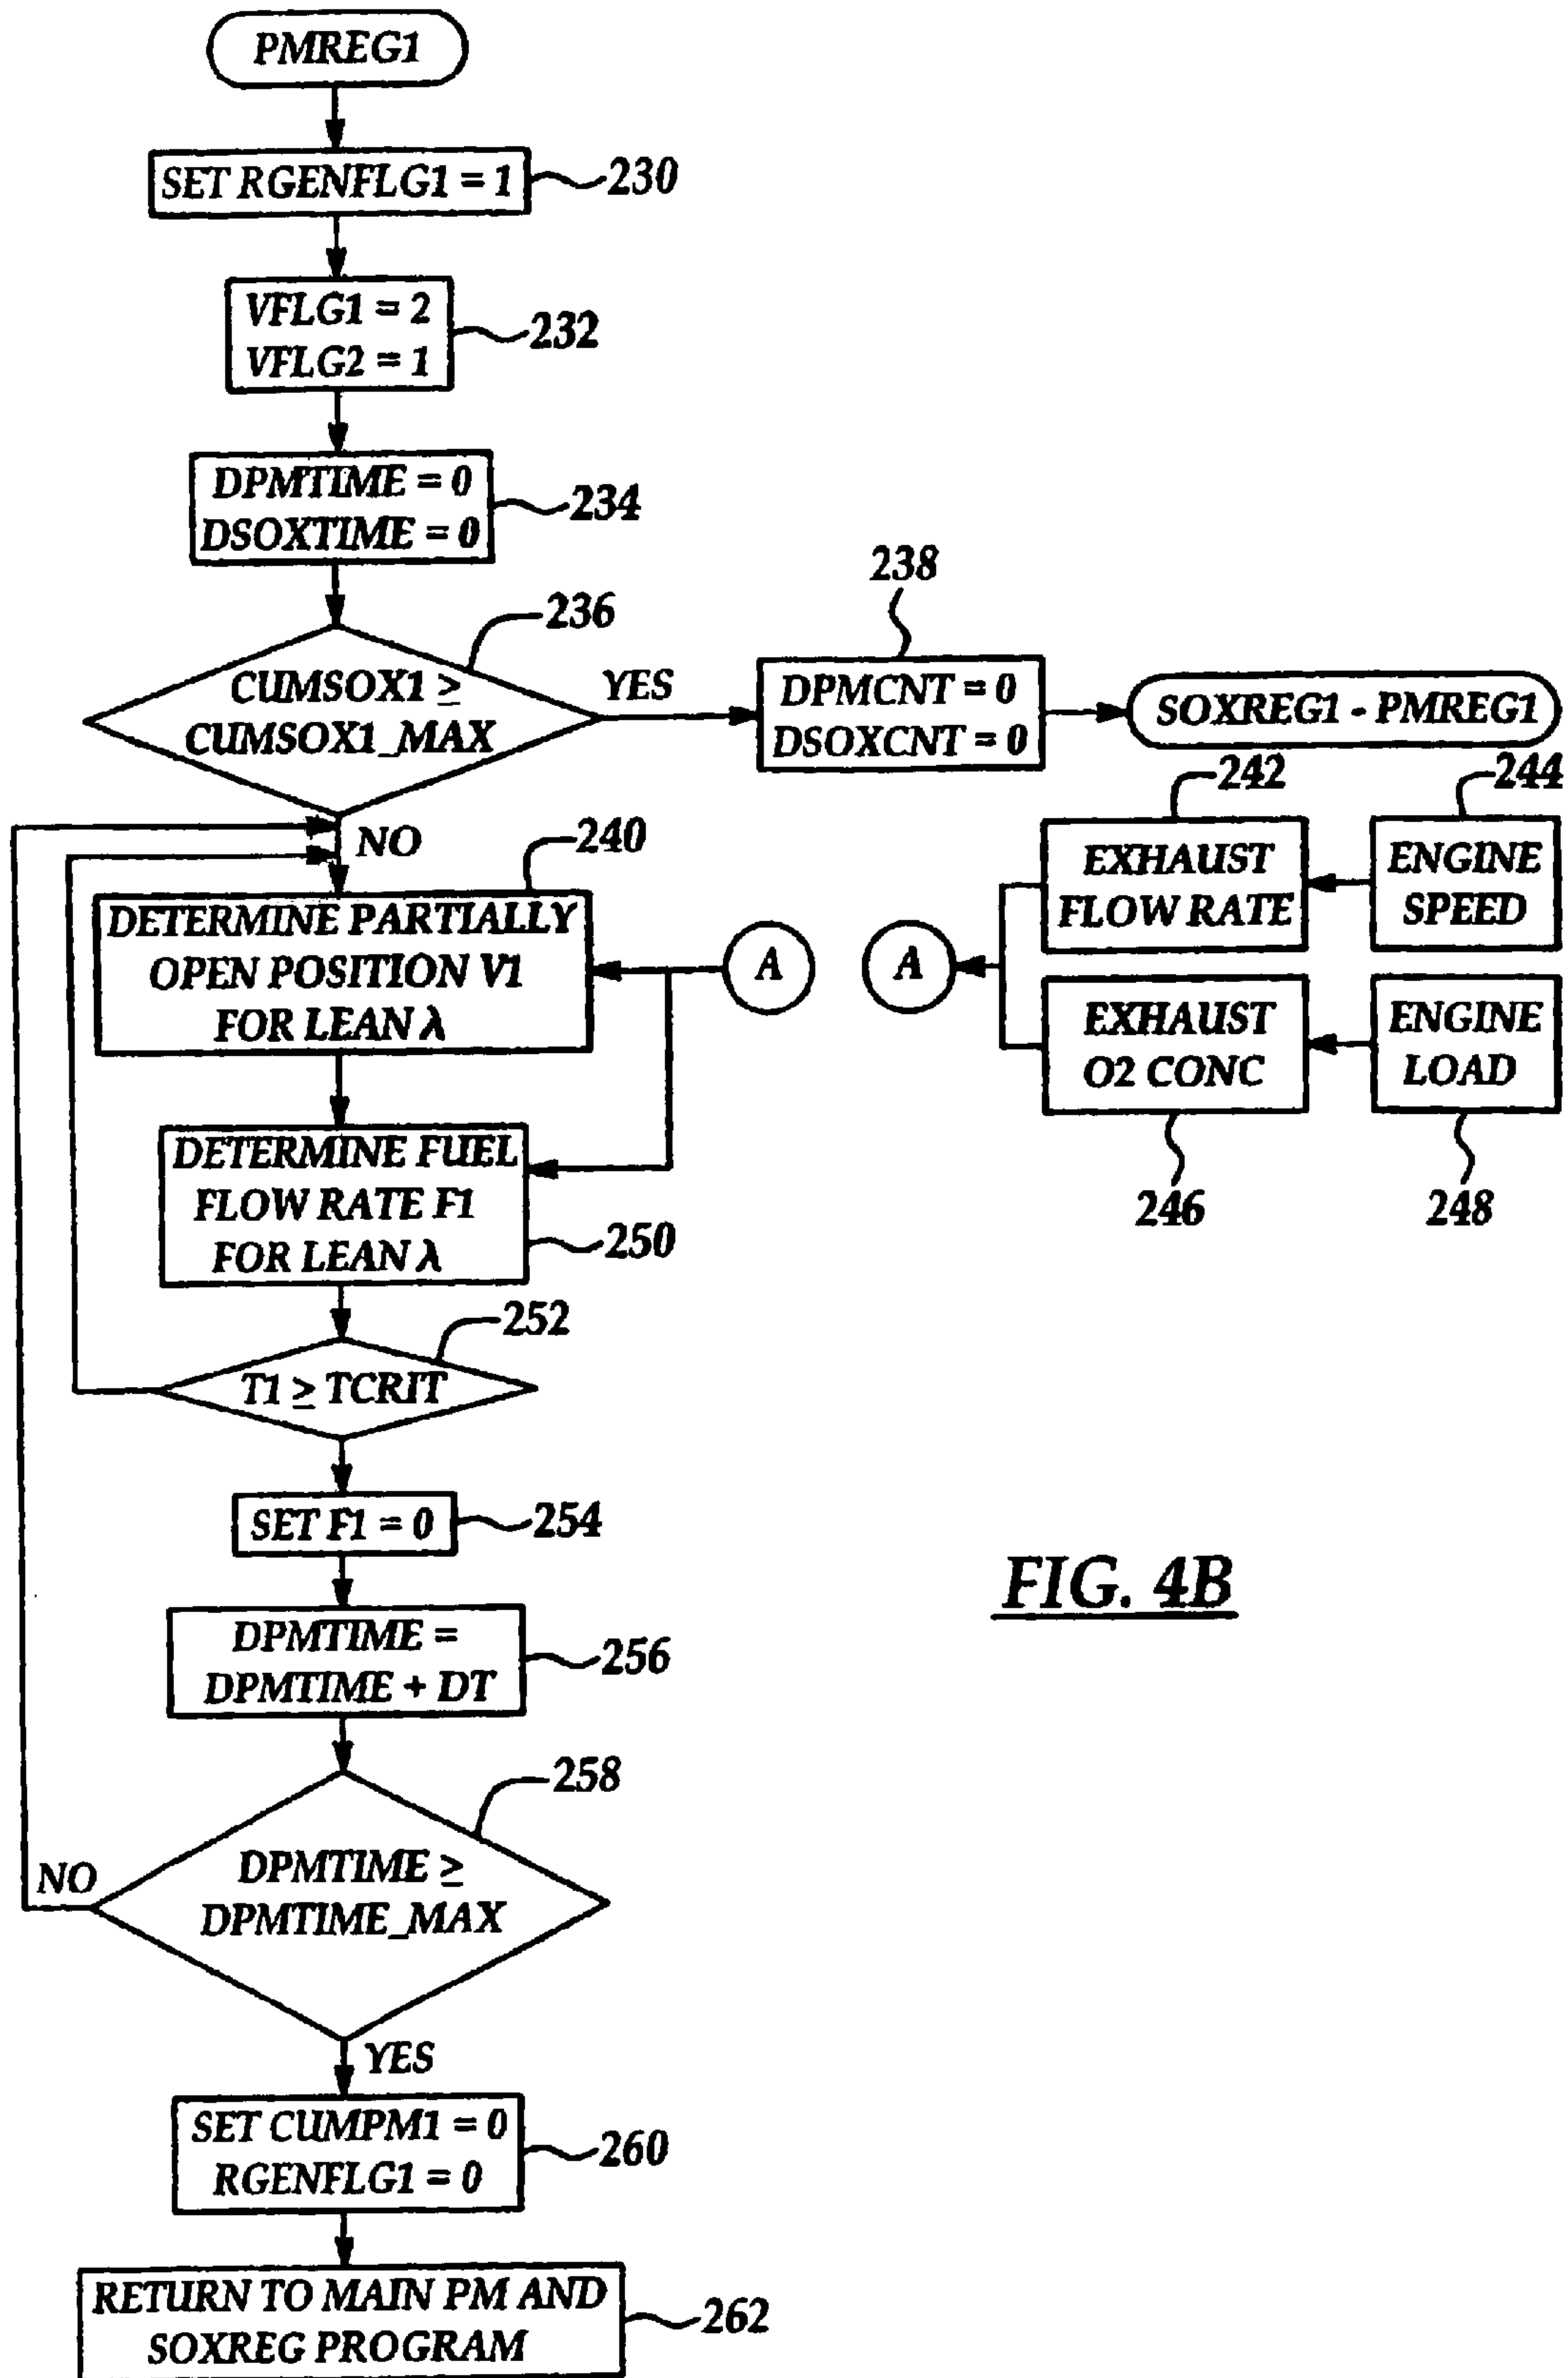 PMREG1
SET RGENFLG1 = 1
230
VFLG1 = 2
VFLG2 = 1
232
DPMTIME = 0
DSOXTIME = 0
234
236
CUMSOX1 ≥
CUMSOX1_MAX
YES
238
DPMCNT = 0
DSOXCNT = 0
SOXREG1 - PMREG1
NO
240
DETERMINE PARTIALLY
OPEN POSITION V1
FOR LEAN λ
A
A
242
EXHAUST
FLOW RATE
244
ENGINE
SPEED
EXHAUST
O2 CONC
246
ENGINE
LOAD
248
DETERMINE FUEL
FLOW RATE F1
FOR LEAN λ
250
252
T1 ≥ TCRIT
SET F1 = 0
254
DPMTIME =
DPMTIME + DT
256
258
DPMTIME ≥
DPMTIME_MAX
NO
YES
SET CUMPM1 = 0
RGENFLG1 = 0
260
RETURN TO MAIN PM AND
SOXREG PROGRAM
262
FIG. 4B